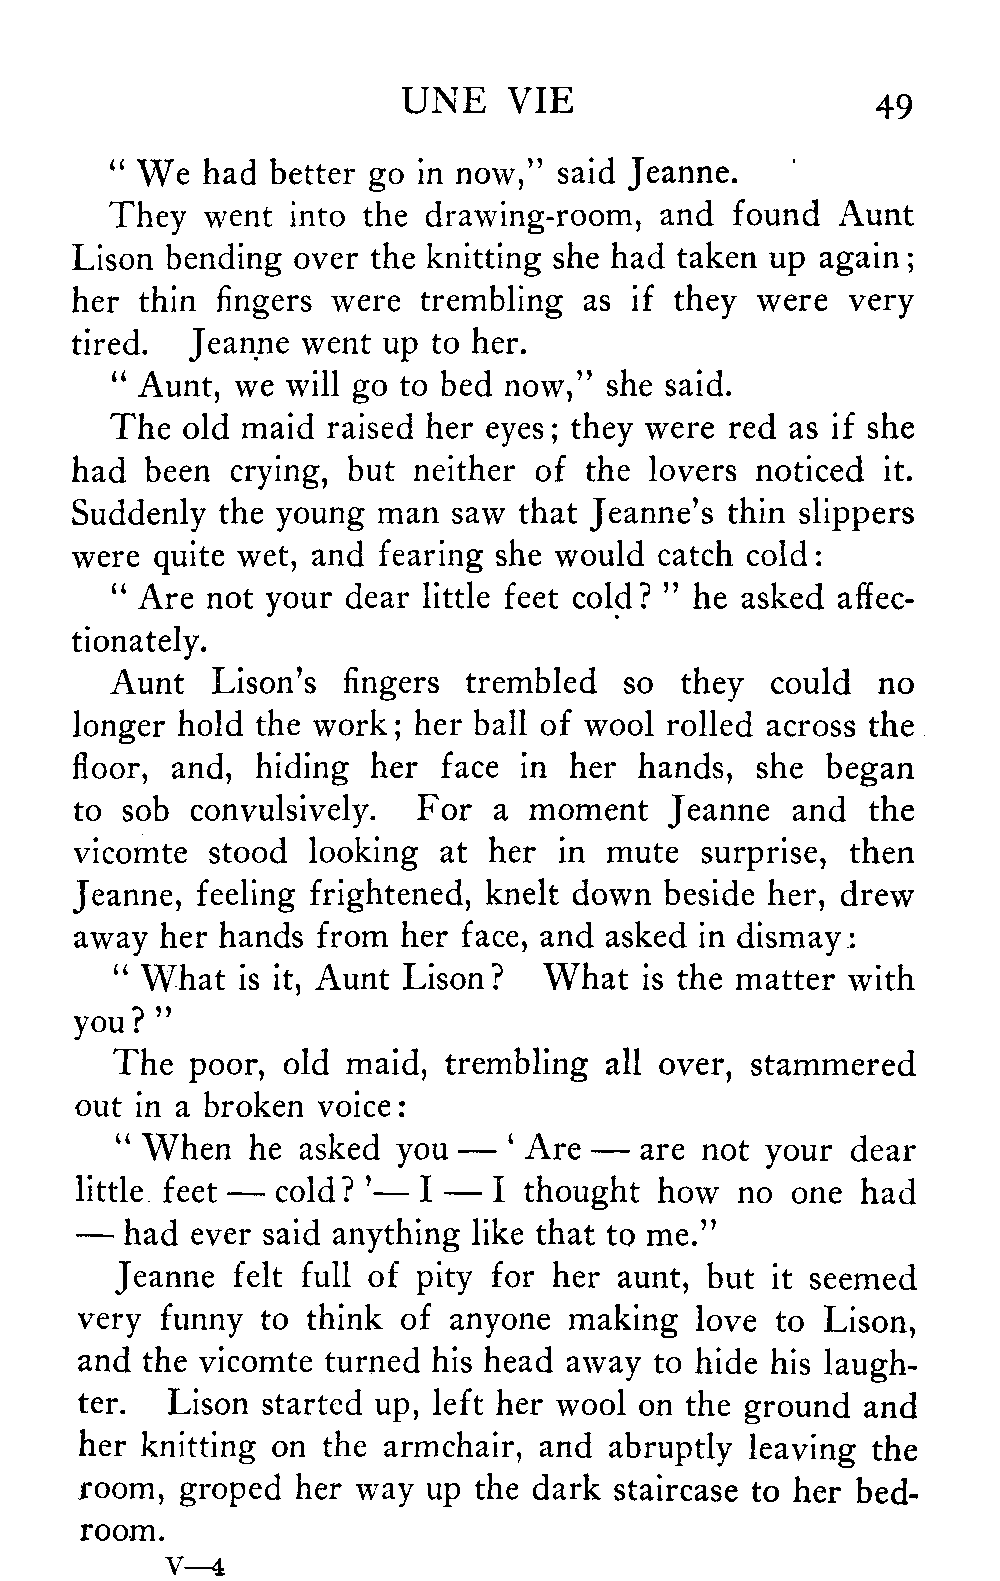 UNE VIE 49
“ We had better go in now,” said Jeanne.
They went into the drawing-room, and found Aunt
Lison bending over the knitting she had taken up again ;
her thin fingers were trembling as if they were very
tired. Jeanne went up to her.
“ Aunt, we will go to bed now,” she said.
The old maid raised her eyes ; they were red as if she
had been crying, but neither of the lovers noticed it.
Suddenly the young man saw that Jeanne’s thin slippers
were quite wet, and fearing she would catch cold :
“ Are not your dear little feet cold ? ” he asked affec-
tionately.
Aunt Lison’s fingers trembled so they could no
longer hold the work ; her ball of wool rolled across the
floor, and, hiding her face in her hands, she began
to sob convulsively. For a moment Jeanne and the
vicomte stood looking at her in mute surprise, then
Jeanne, feeling frightened, knelt down beside her, drew
away her hands from her face, and asked in dismay :
“ What is it, Aunt Lison ? What is the matter with
you ? ”
The poor, old maid, trembling all over, stammered
out in a broken voice :
“ When he asked you — ‘ Are — are not your dear
little feet — cold ? ’— I — I thought how no one had
— had ever said anything like that to me.”
Jeanne felt full of pity for her aunt, but it seemed
very funny to think of anyone making love to Lison,
and the vicomte turned his head away to hide his laugh-
ter. Lison started up, left her wool on the ground and
her knitting on the armchair, and abruptly leaving the
room, groped her way up the dark staircase to her bed-
room.
V—4